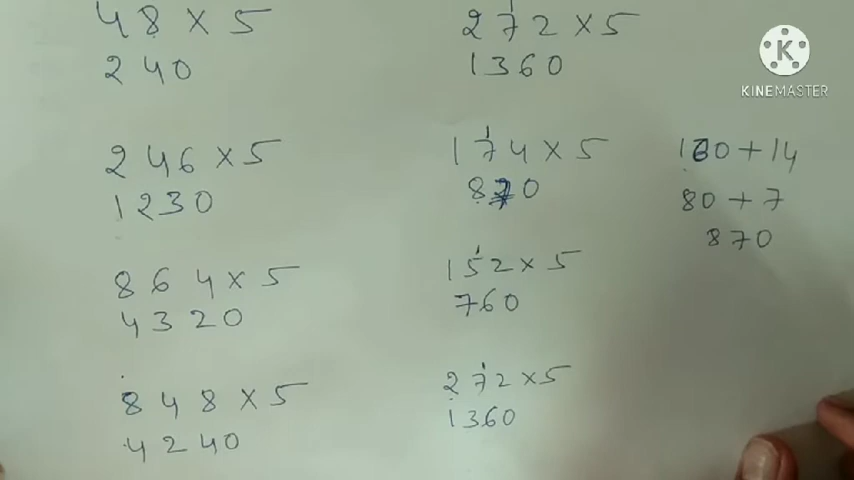 48 × 5
240
246 × 5
1230
864 × 5
4320
848 × 5
4240
272 × 5
1360
174 × 5
870
152 × 5
760
272 × 5
1360
160 + 14
80 + 7
870
K
KINEMASTER